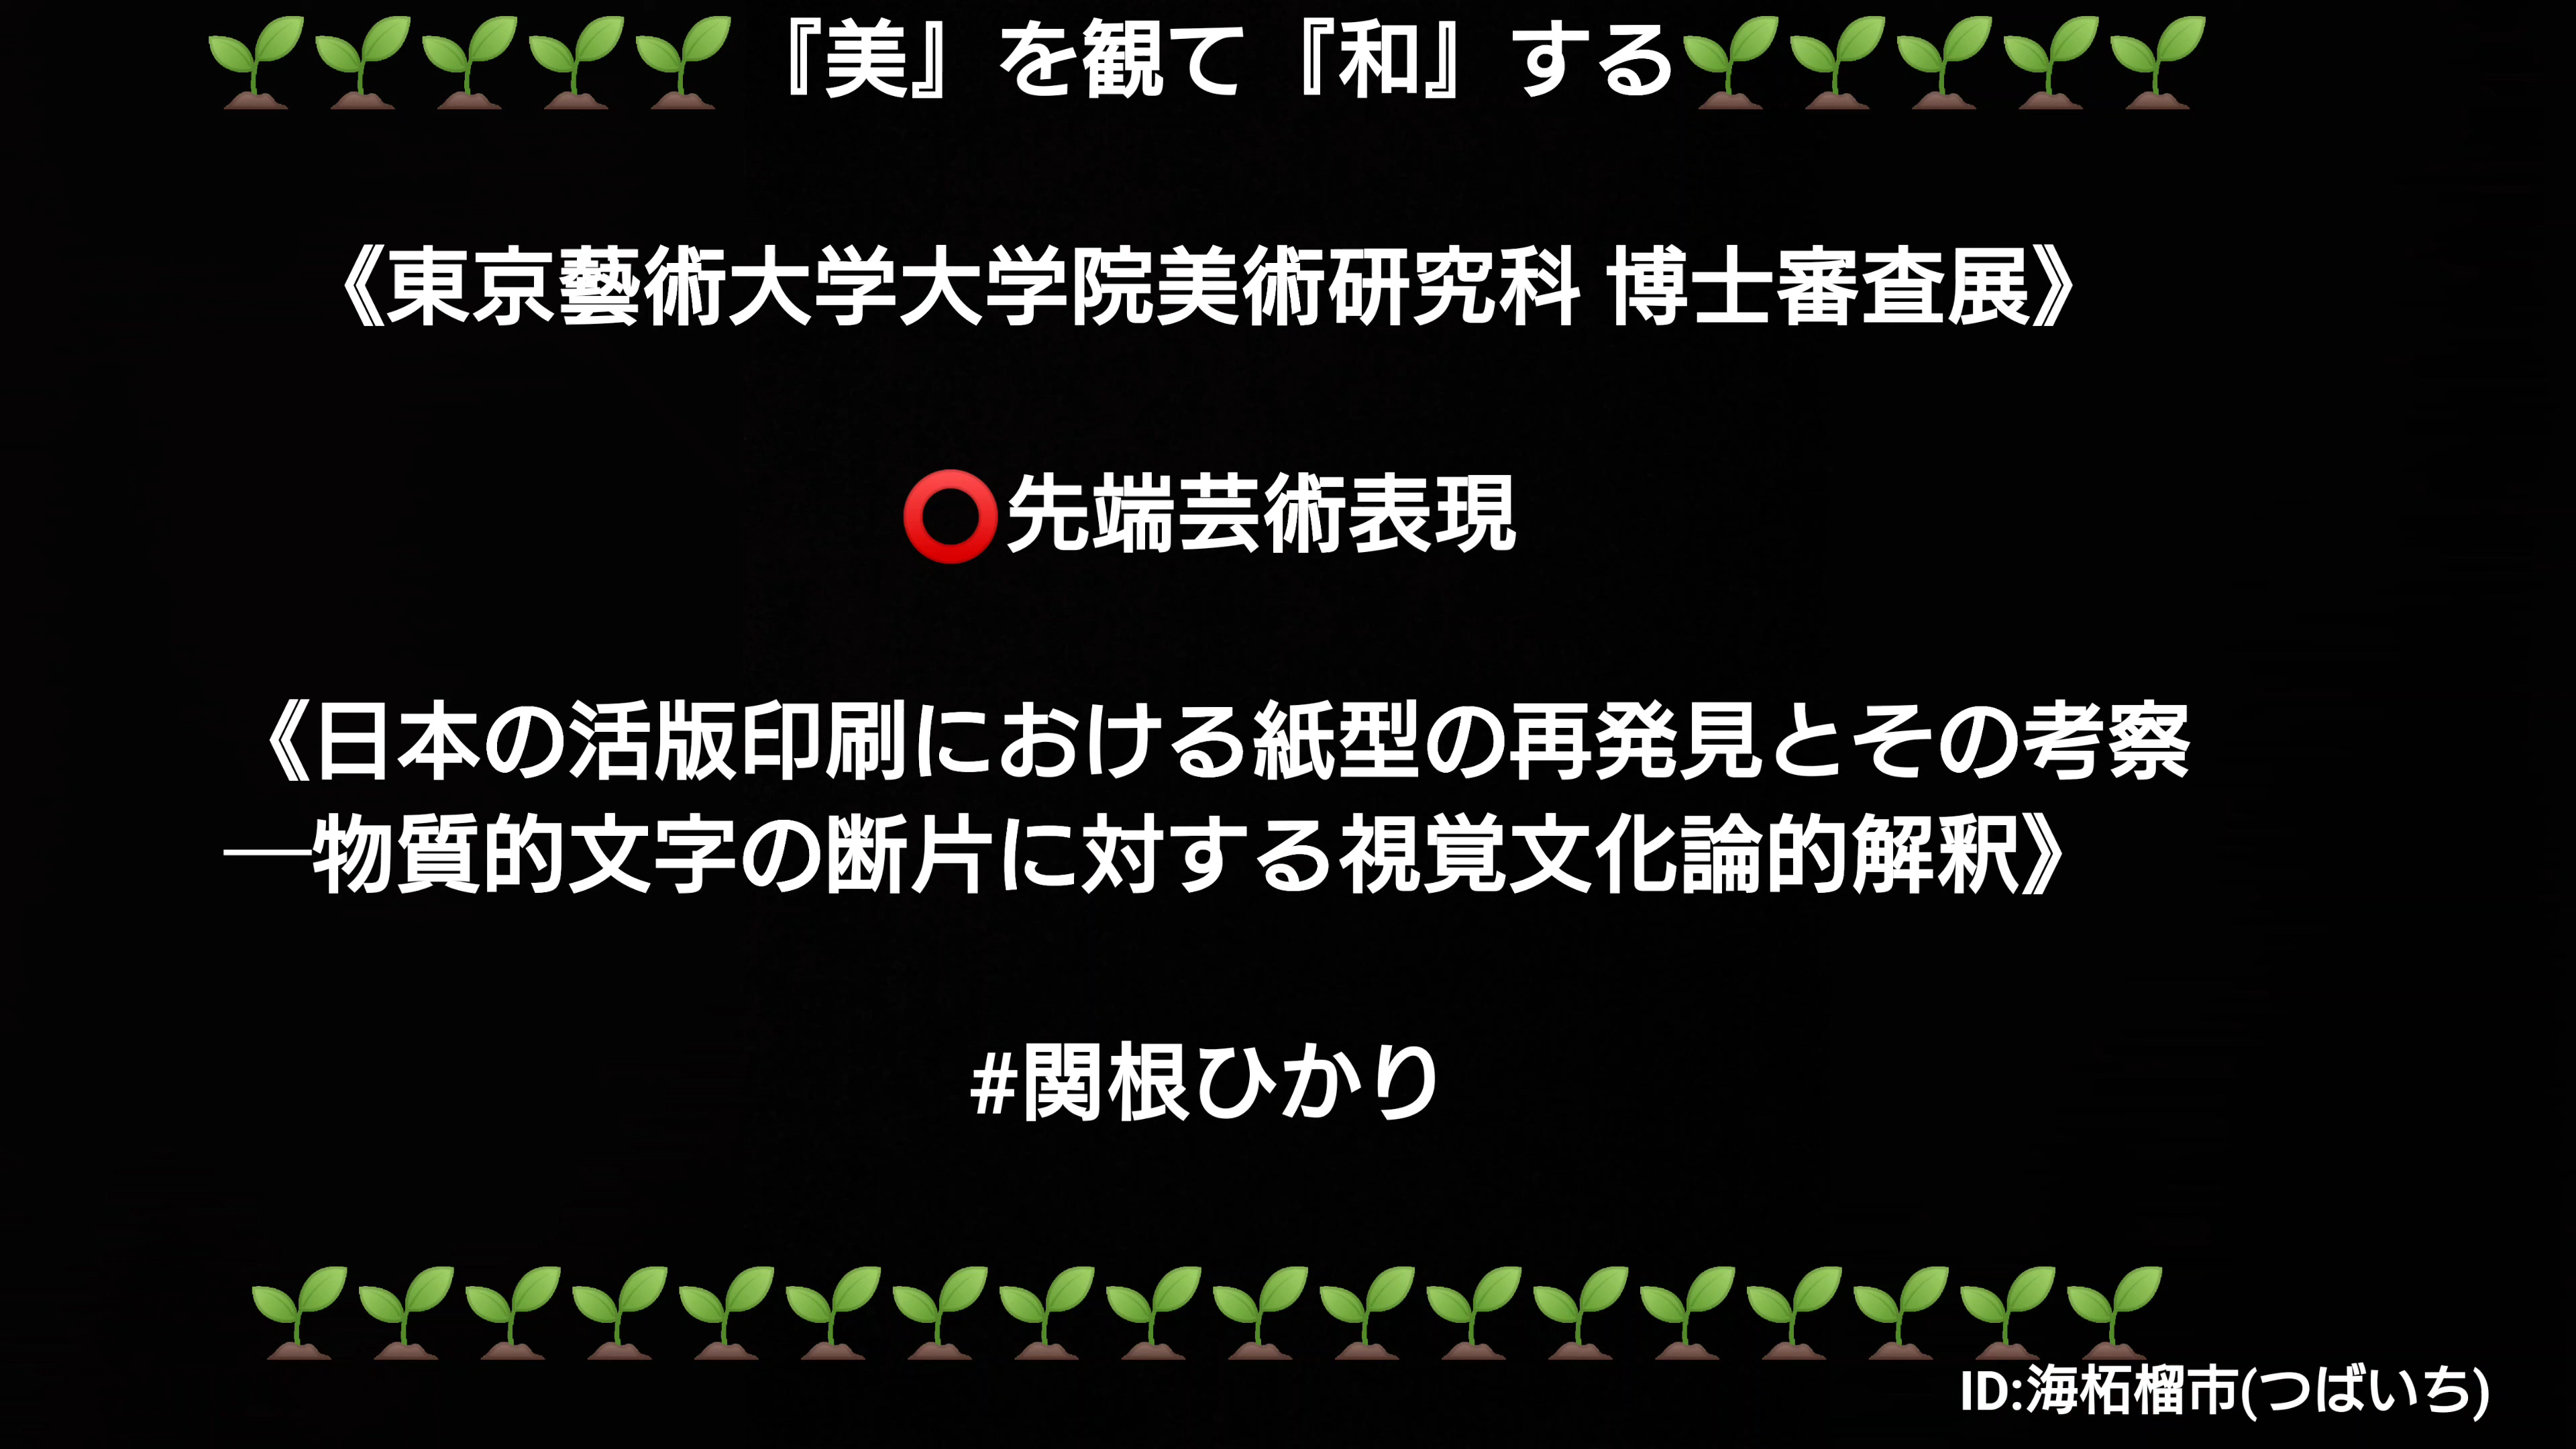 🌱🌱🌱🌱🌱『美』を観て『和』する🌱🌱🌱🌱🌱
《東京藝術大学大学院美術研究科 博士審査展》
⭕先端芸術表現
《日本の活版印刷における紙型の再発見とその考察
―物質的文字の断片に対する視覚文化論的解釈》
#関根ひかり
🌱🌱🌱🌱🌱🌱🌱🌱🌱🌱🌱🌱🌱🌱🌱🌱🌱🌱
ID:海柘榴市(つばいち)